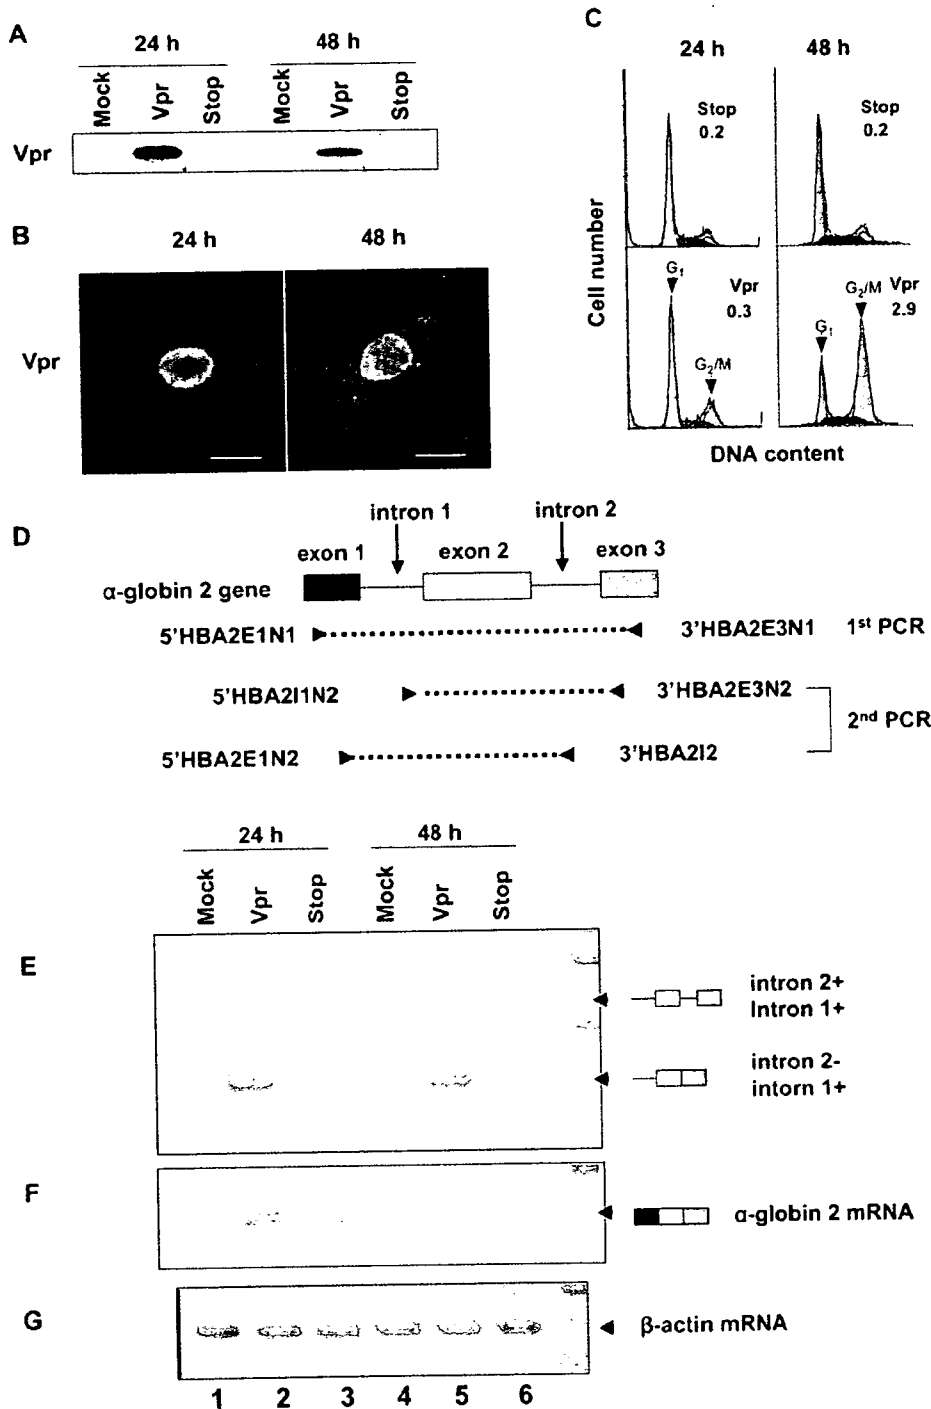 A
24 h
48 h
Mock
Vpr
Stop
Mock
Vpr
Stop
Vpr
B
24 h
48 h
Vpr
C
24 h
48 h
Stop
0.2
Stop
0.2
Cell number
G1
Vpr
0.3
G2/M
G1
G2/M
Vpr
2.9
DNA content
D
intron 1
intron 2
exon 1
exon 2
exon 3
α-globin 2 gene
5'HBA2E1N1
3'HBA2E3N1
1st PCR
5'HBA2I1N2
3'HBA2E3N2
2nd PCR
5'HBA2E1N2
3'HBA2I2
24 h
48 h
Mock
Vpr
Stop
Mock
Vpr
Stop
E
intron 2+
Intron 1+
intron 2-
intorn 1+
F
α-globin 2 mRNA
G
β-actin mRNA
1 2 3 4 5 6